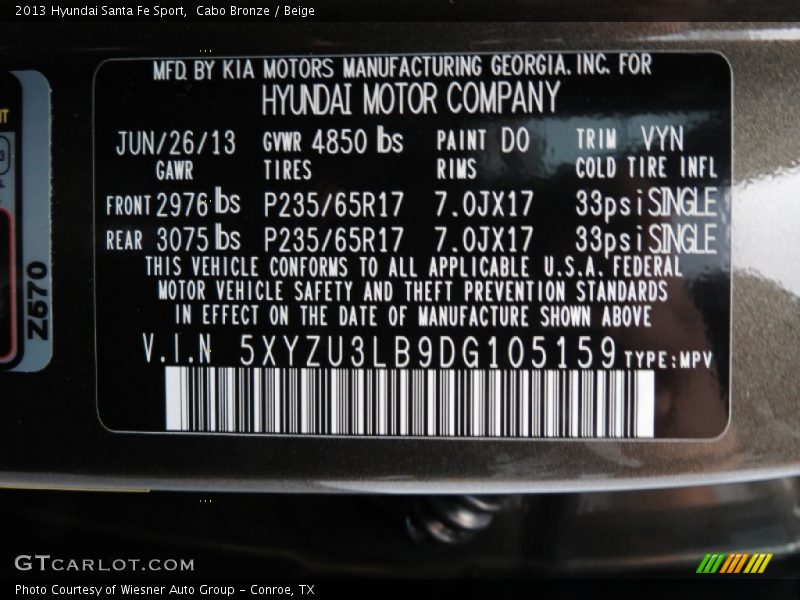 2013 Hyundai Santa Fe Sport, Cabo Bronze / Beige
MFD. BY KIA MOTORS MANUFACTURING GEORGIA. INC. FOR
HYUNDAI MOTOR COMPANY
JUN/26/13 GVWR 4850 lbs PAINT DO TRIM VYN
GAWR TIRES RIMS COLD TIRE INFL
FRONT 2976 lbs P235/65R17 7.0JX17 33psi SINGLE
REAR 3075 lbs P235/65R17 7.0JX17 33psi SINGLE
THIS VEHICLE CONFORMS TO ALL APPLICABLE U.S.A. FEDERAL
MOTOR VEHICLE SAFETY AND THEFT PREVENTION STANDARDS
IN EFFECT ON THE DATE OF MANUFACTURE SHOWN ABOVE
V.I.N 5XYZU3LB9DG105159 TYPE:MPV
Z570
GTCARLOT.COM
Photo Courtesy of Wiesner Auto Group - Conroe, TX